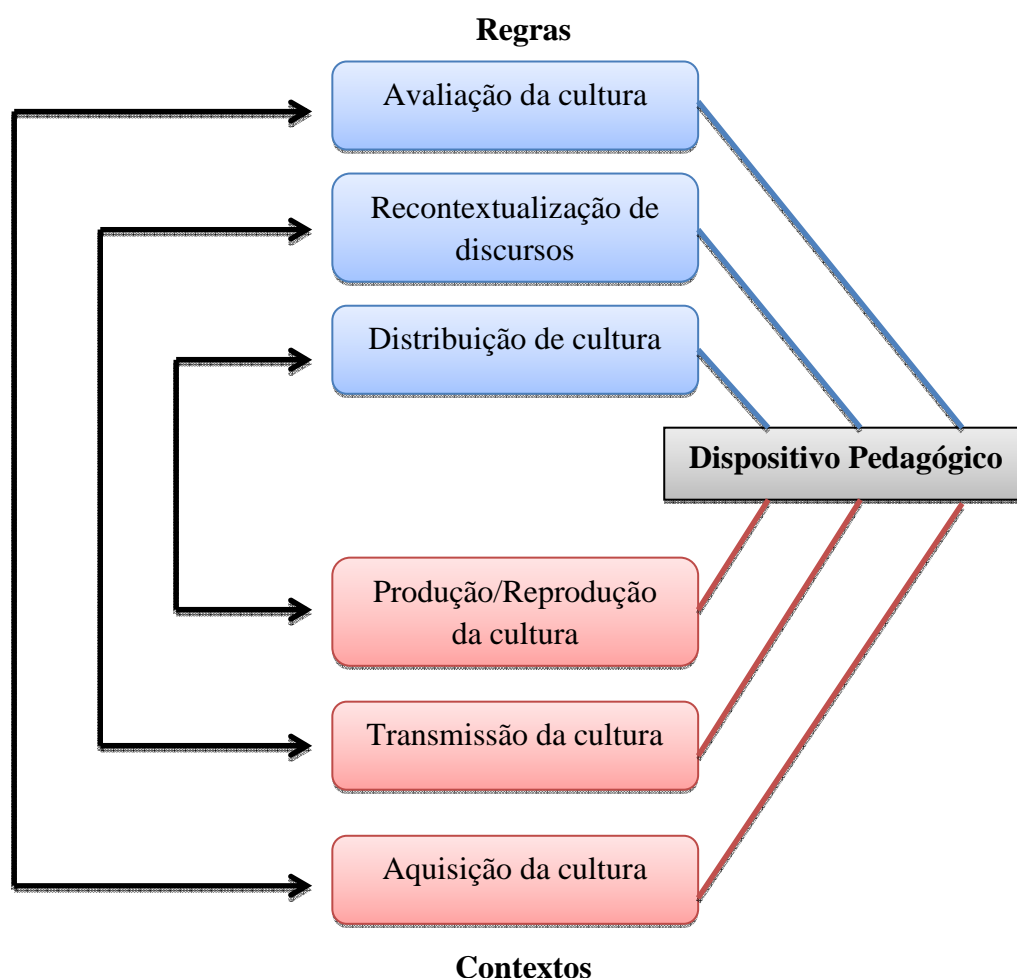 Regras
Avaliação da cultura
Recontextualização de
discursos
Distribuição de cultura
Dispositivo Pedagógico
Produção/Reprodução
da cultura
Transmissão da cultura
Aquisição da cultura
Contextos